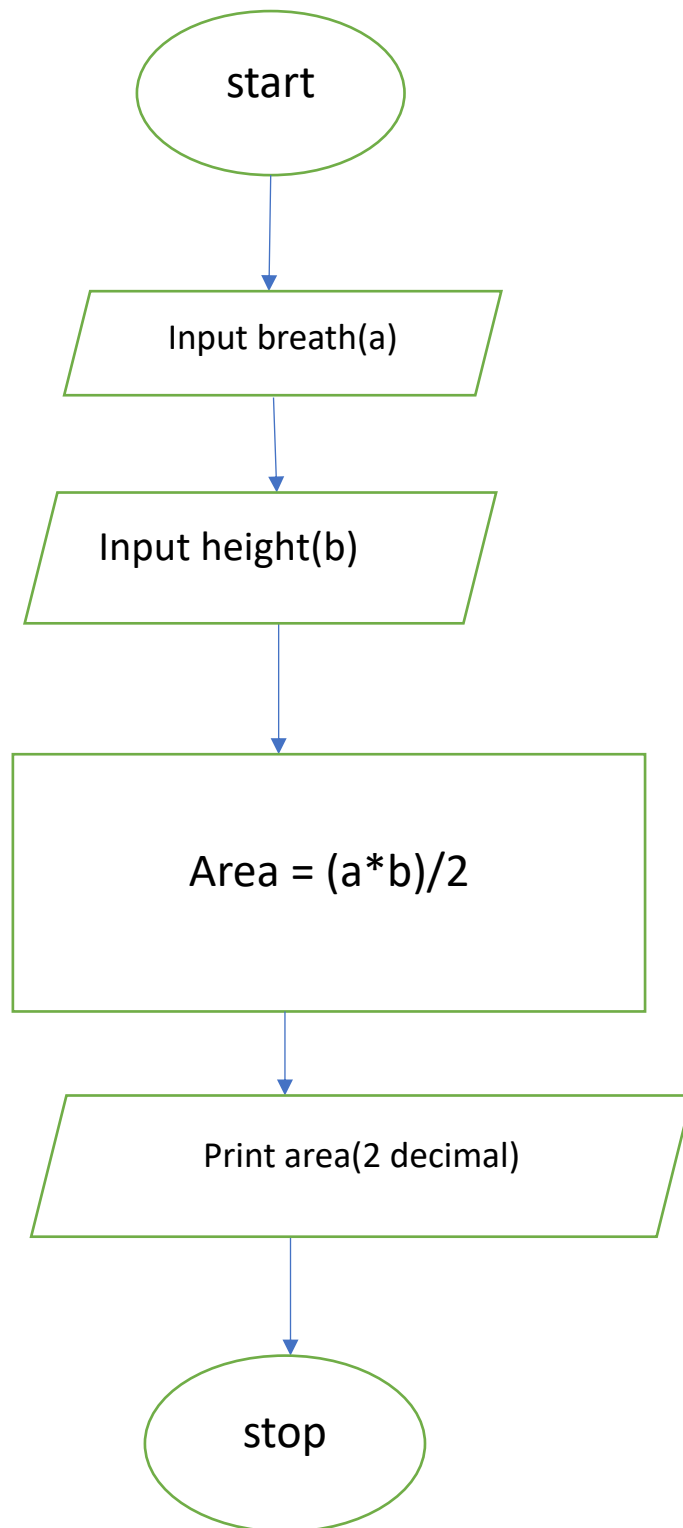 start
Input breath(a)
Input height(b)
Area = (a*b)/2
Print area(2 decimal)
stop